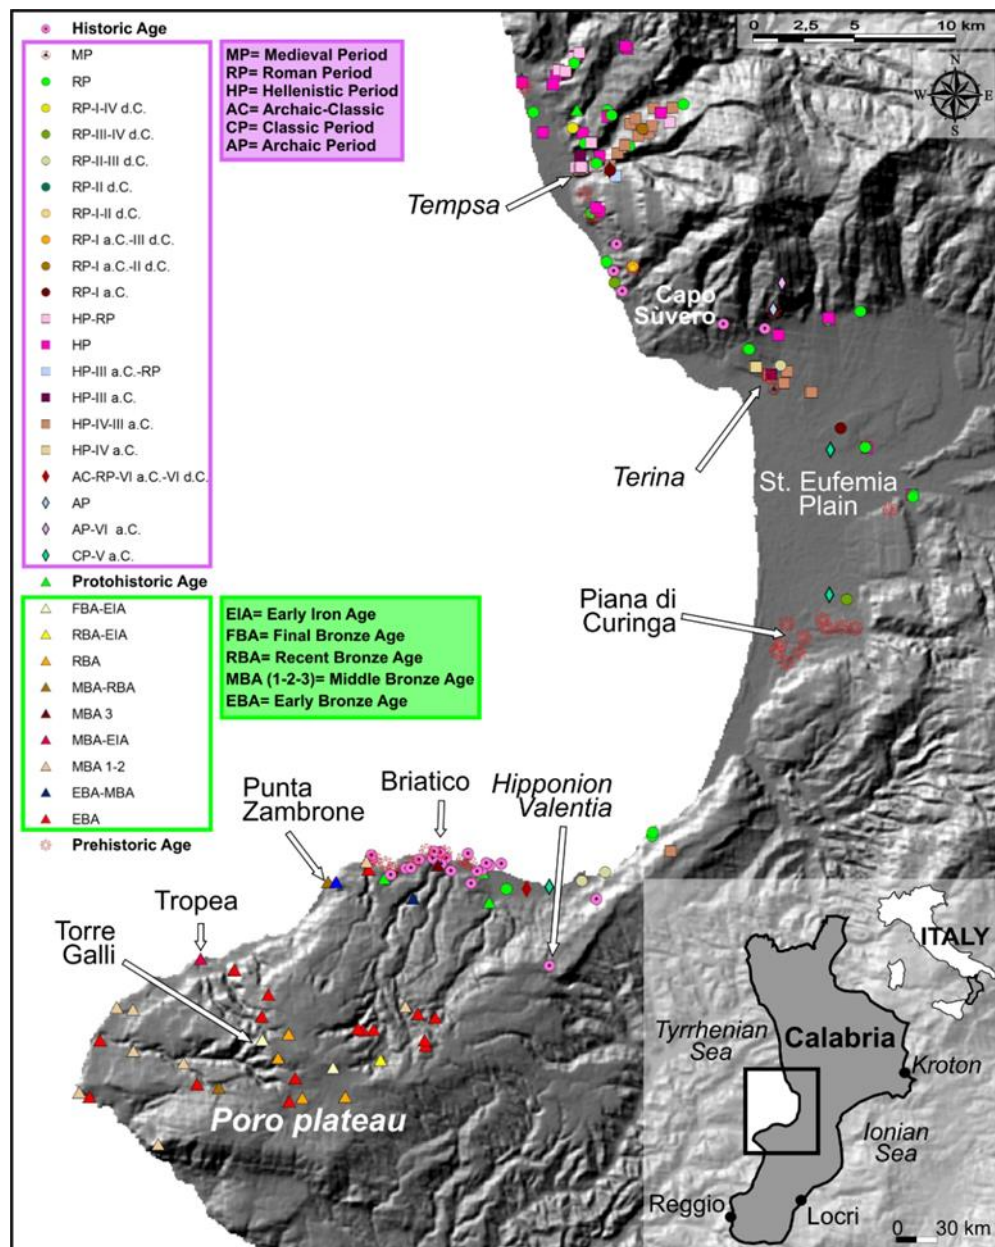 Historic Age
MP
RP
RP-I-IV d.C.
RP-III-IV d.C.
RP-II-III d.C.
RP-II d.C.
RP-I-II d.C.
RP-I a.C.-III d.C.
RP-I a.C.-II d.C.
RP-I a.C.
HP-RP
HP
HP-III a.C.-RP
HP-III a.C.
HP-IV-III a.C.
HP-IV a.C.
AC-RP-VI a.C.-VI d.C.
AP
AP-VI a.C.
CP-V a.C.
Protohistoric Age
FBA-EIA
RBA-EIA
RBA
MBA-RBA
MBA 3
MBA-EIA
MBA 1-2
EBA-MBA
EBA
Prehistoric Age
MP= Medieval Period
RP= Roman Period
HP= Hellenistic Period
AC= Archaic-Classic
CP= Classic Period
AP= Archaic Period
EIA= Early Iron Age
FBA= Final Bronze Age
RBA= Recent Bronze Age
MBA (1-2-3)= Middle Bronze Age
EBA= Early Bronze Age
0 2,5 5 10 km
N
W E
S
Tempsa
Capo
Sùvero
Terina
St. Eufemia
Plain
Piana di
Curinga
Punta
Zambrone
Briatico
Hipponion
Valentia
Tropea
Torre
Galli
Poro plateau
ITALY
Tyrrhenian
Sea
Calabria
Kroton
Ionian
Sea
Reggio
Locri
0 30 km